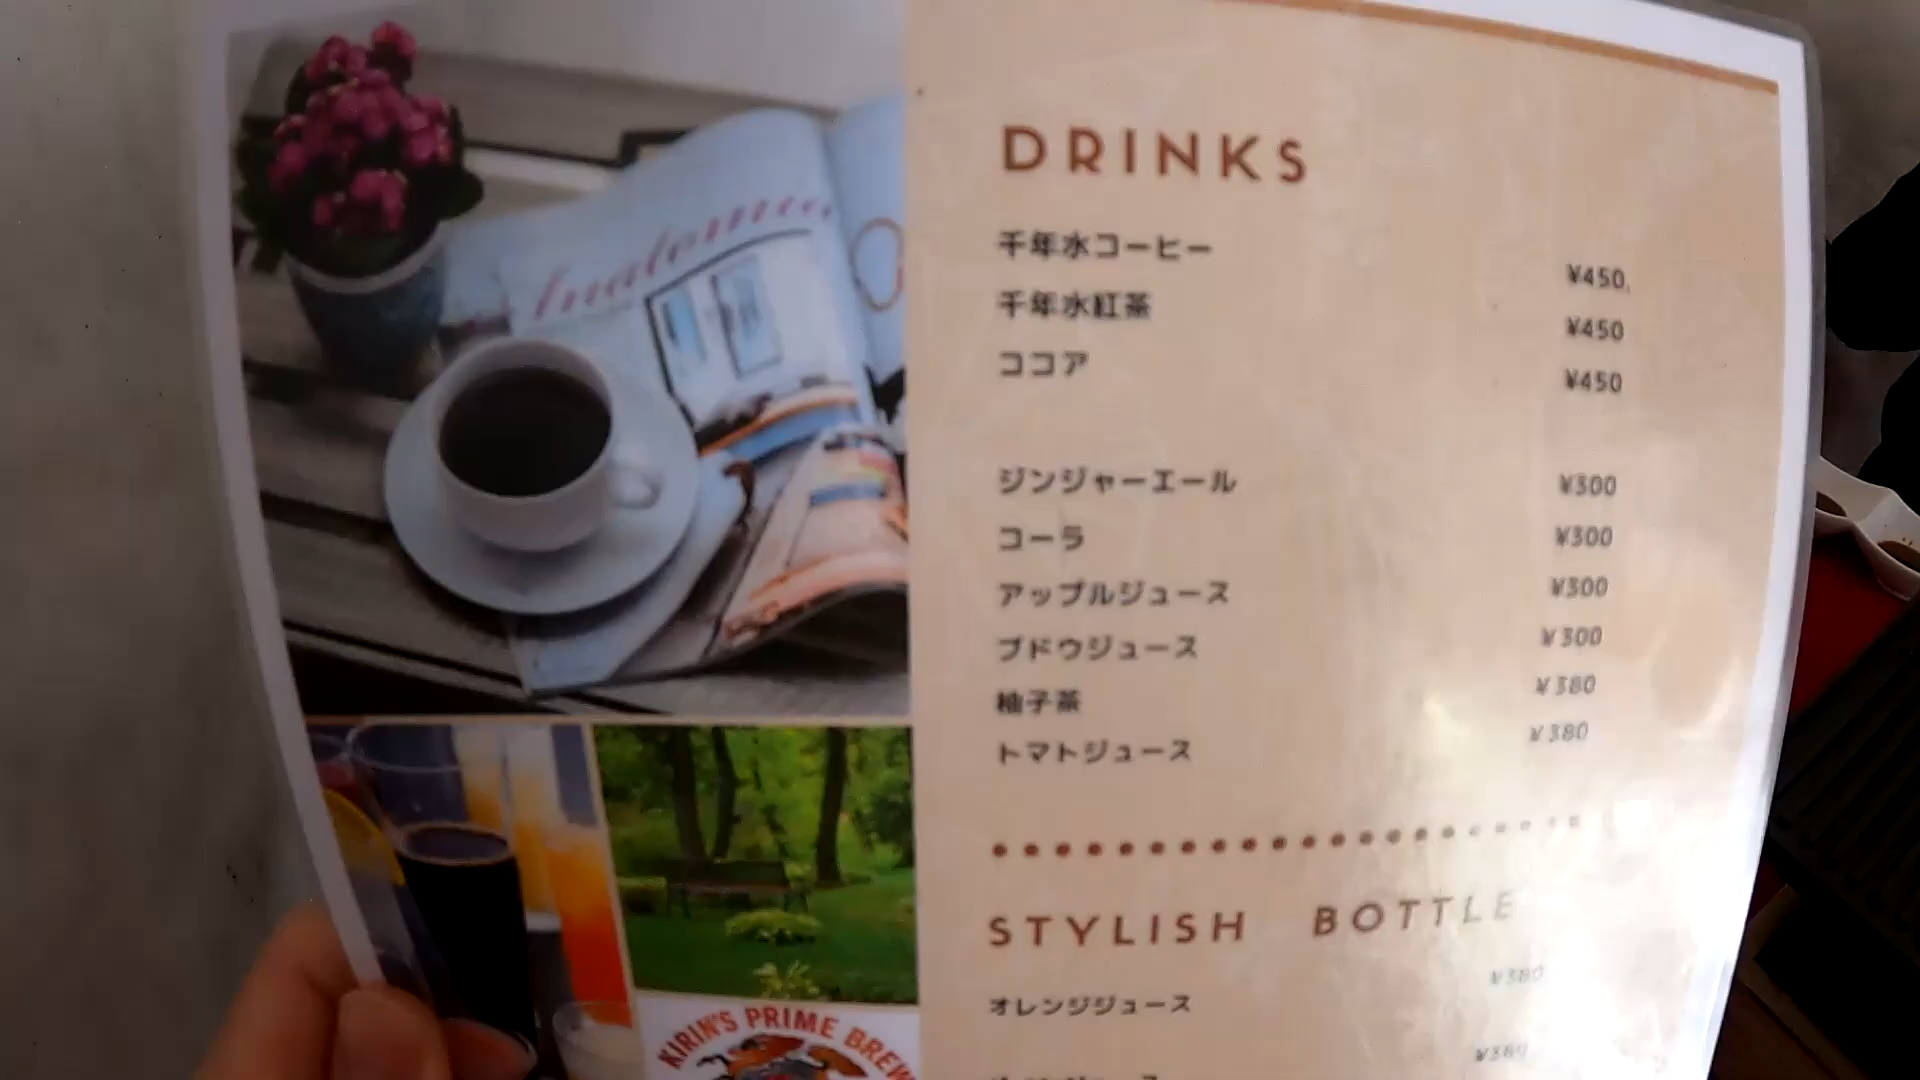 DRINKS
千年水コーヒー ¥450
千年水紅茶 ¥450
ココア ¥450
ジンジャーエール ¥300
コーラ ¥300
アップルジュース ¥300
ブドウジュース ¥300
柚子茶 ¥380
トマトジュース ¥380
STYLISH BOTTLE
オレンジジュース ¥380
¥380
KIRIN'S PRIME BREW